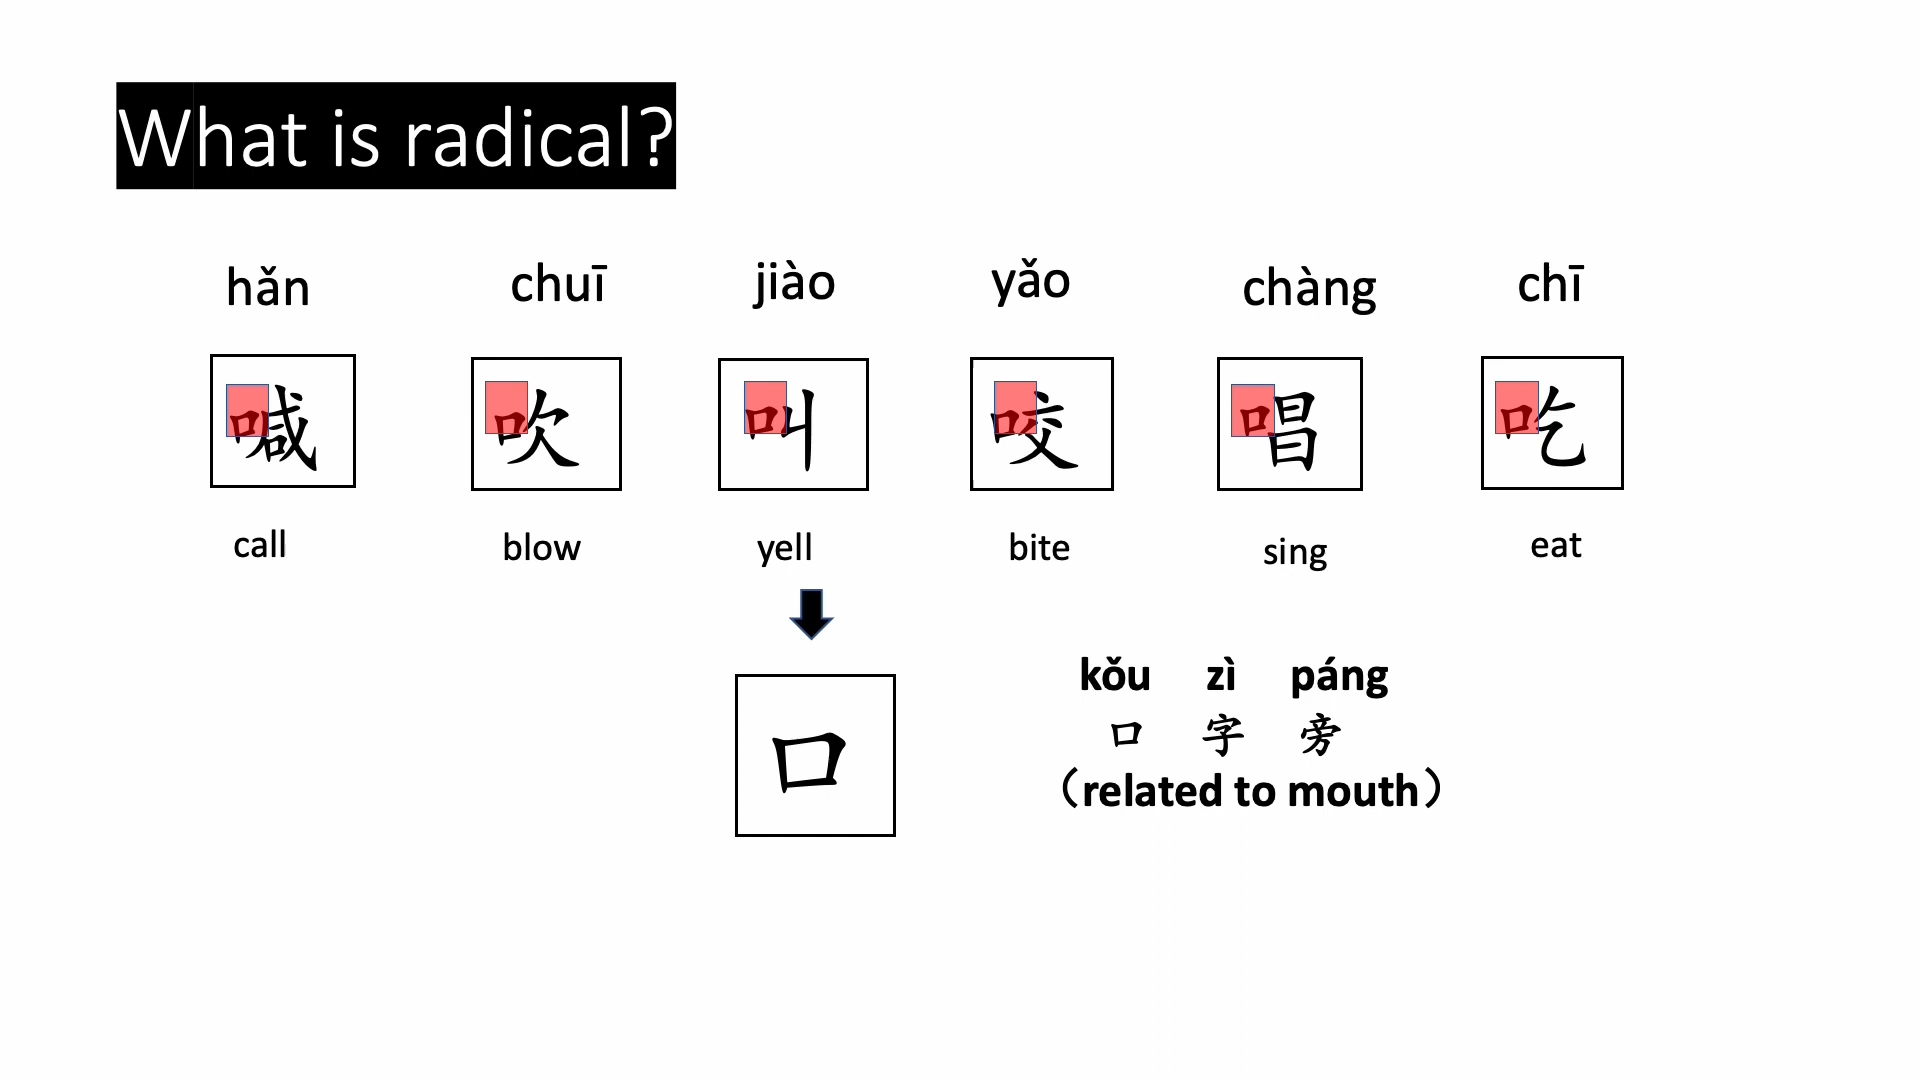 What is radical?
hǎn chuī jiào yǎo chàng chī
喊 吹 叫 咬 唱 吃
call blow yell bite sing eat
kǒu zì páng
口 口 字 旁
（related to mouth）